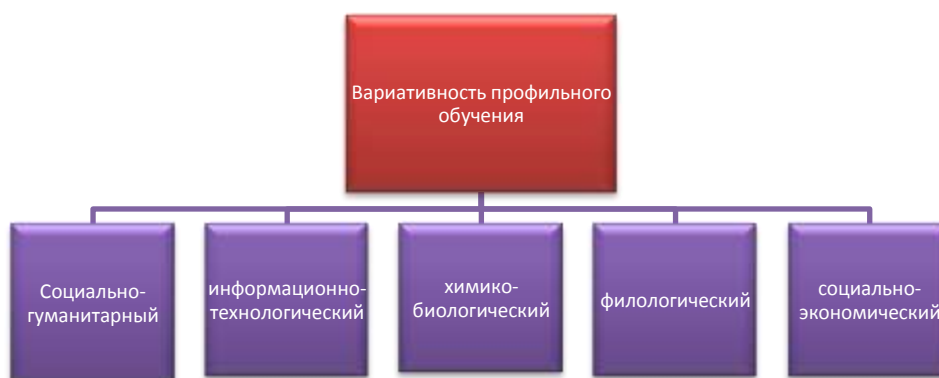 Вариативность профильного
обучения
Социально-
гуманитарный
информационно-
технологический
химико-
биологический
филологический
социально-
экономический